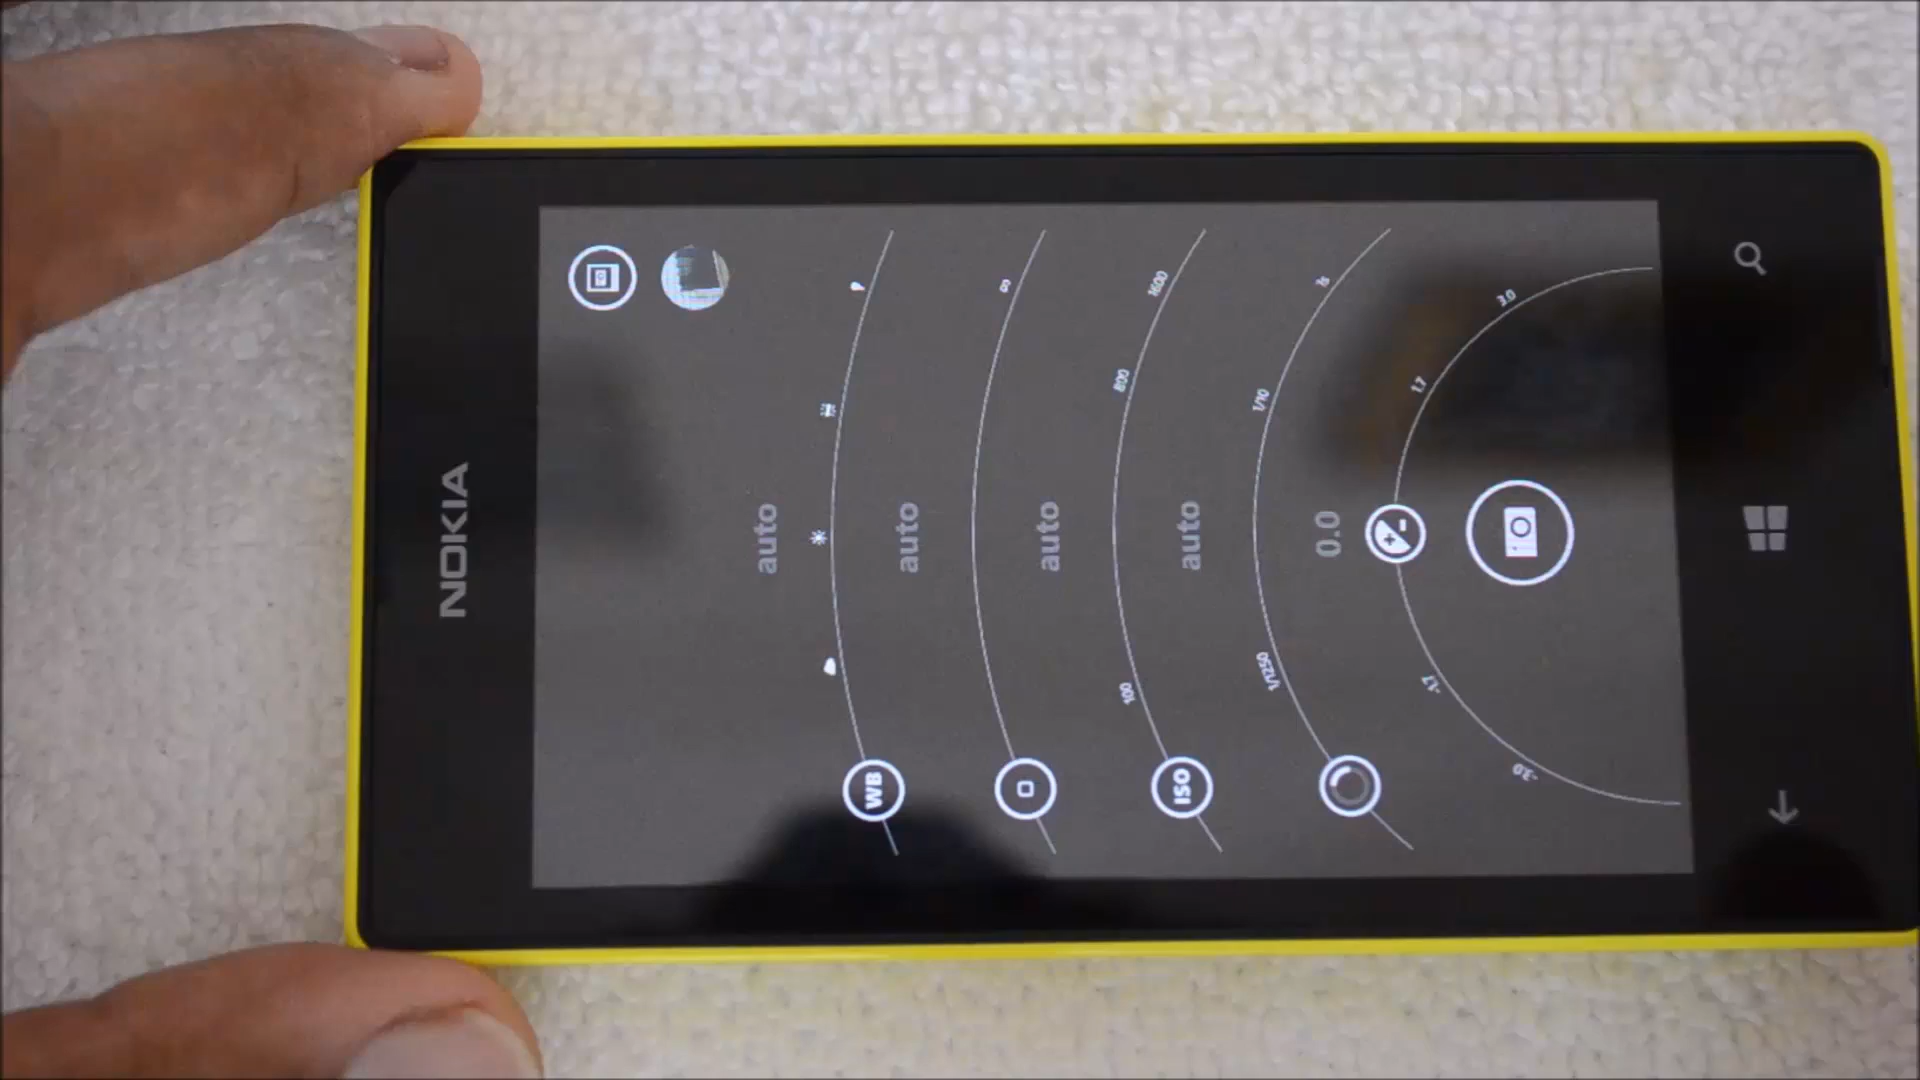 NOKIA
auto
WB
auto
∞
auto
1600
800
100
ISO
auto
1/10
1/1250
0.0
3.0
1.7
-1.7
-3.0